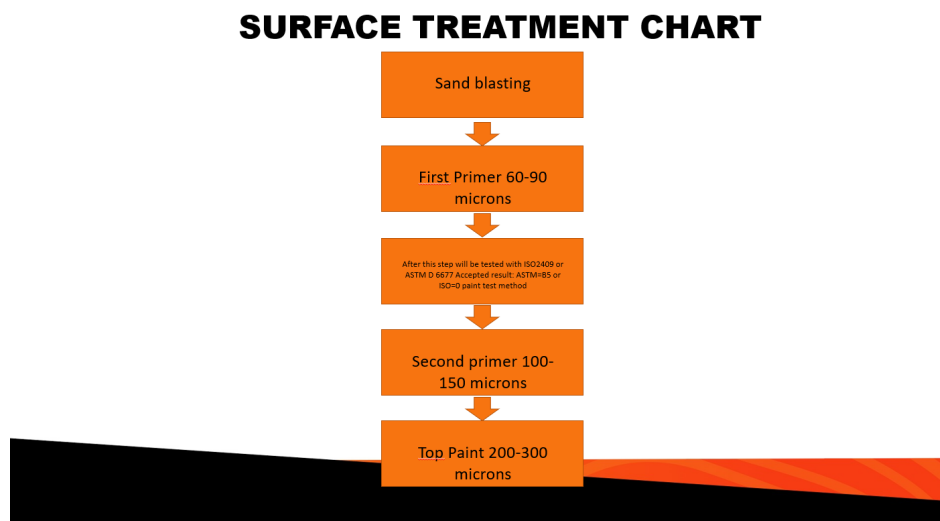 SURFACE TREATMENT CHART
Sand blasting
First Primer 60-90
microns
After this step will be tested with ISO2409 or
ASTM D 6677 Accepted result: ASTM=B5 or
ISO=0 paint test method
Second primer 100-
150 microns
Top Paint 200-300
microns